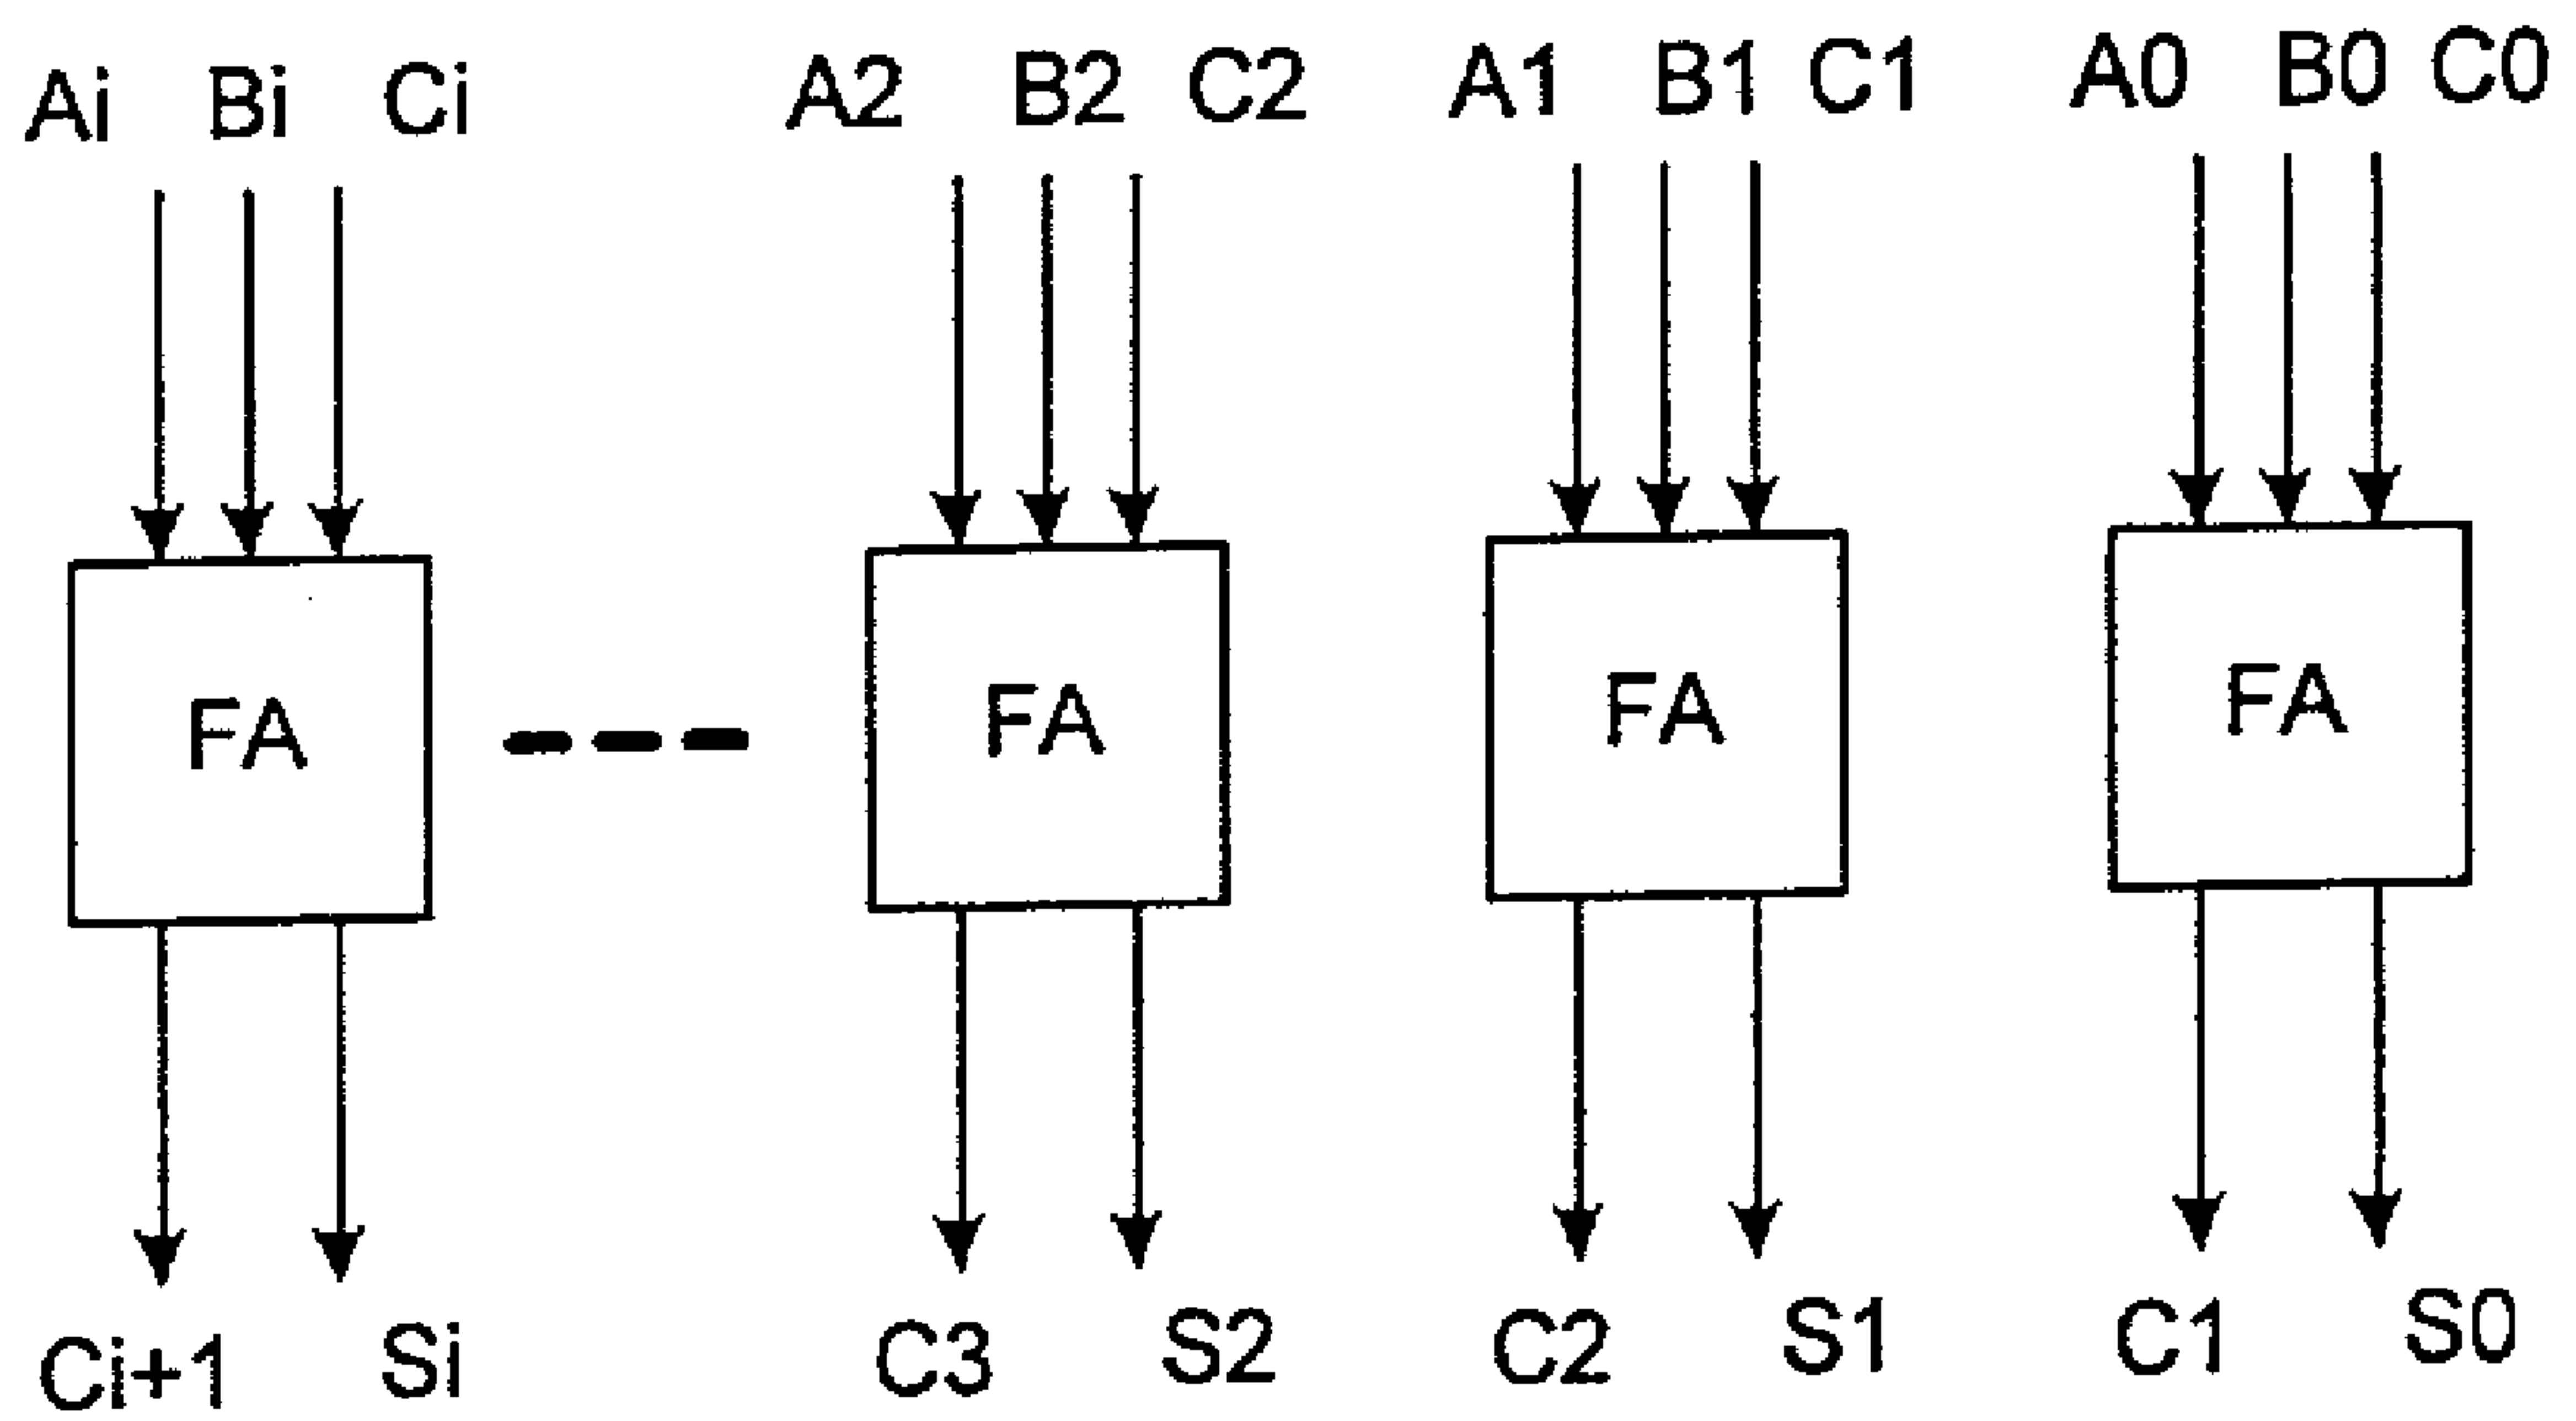 Ai Bi Ci A2 B2 C2 A1 B1 C1 A0 B0 C0
FA FA FA FA
Ci+1 Si C3 S2 C2 S1 C1 S0